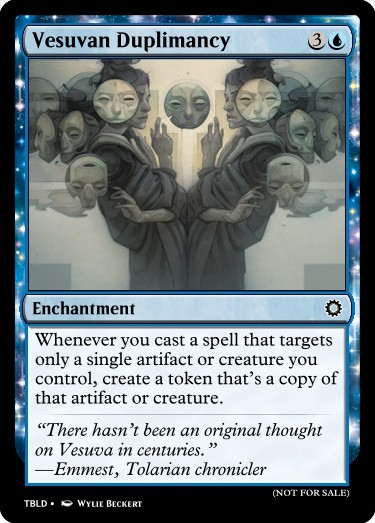 Vesuvan Duplimancy 3
Enchantment
Whenever you cast a spell that targets
only a single artifact or creature you
control, create a token that's a copy of
that artifact or creature.
“There hasn't been an original thought
on Vesuva in centuries.”
—Emmest, Tolarian chronicler
(NOT FOR SALE)
TBLD • Wylie Beckert